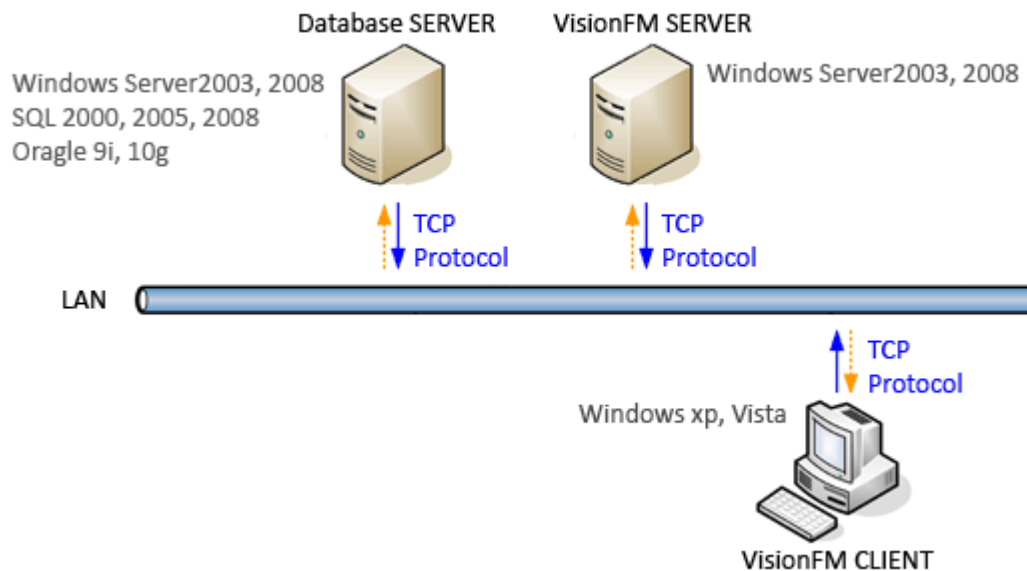 Database SERVER
VisionFM SERVER
Windows Server2003, 2008
SQL 2000, 2005, 2008
Oragle 9i, 10g
Windows Server2003, 2008
TCP
Protocol
TCP
Protocol
LAN
TCP
Protocol
Windows xp, Vista
VisionFM CLIENT